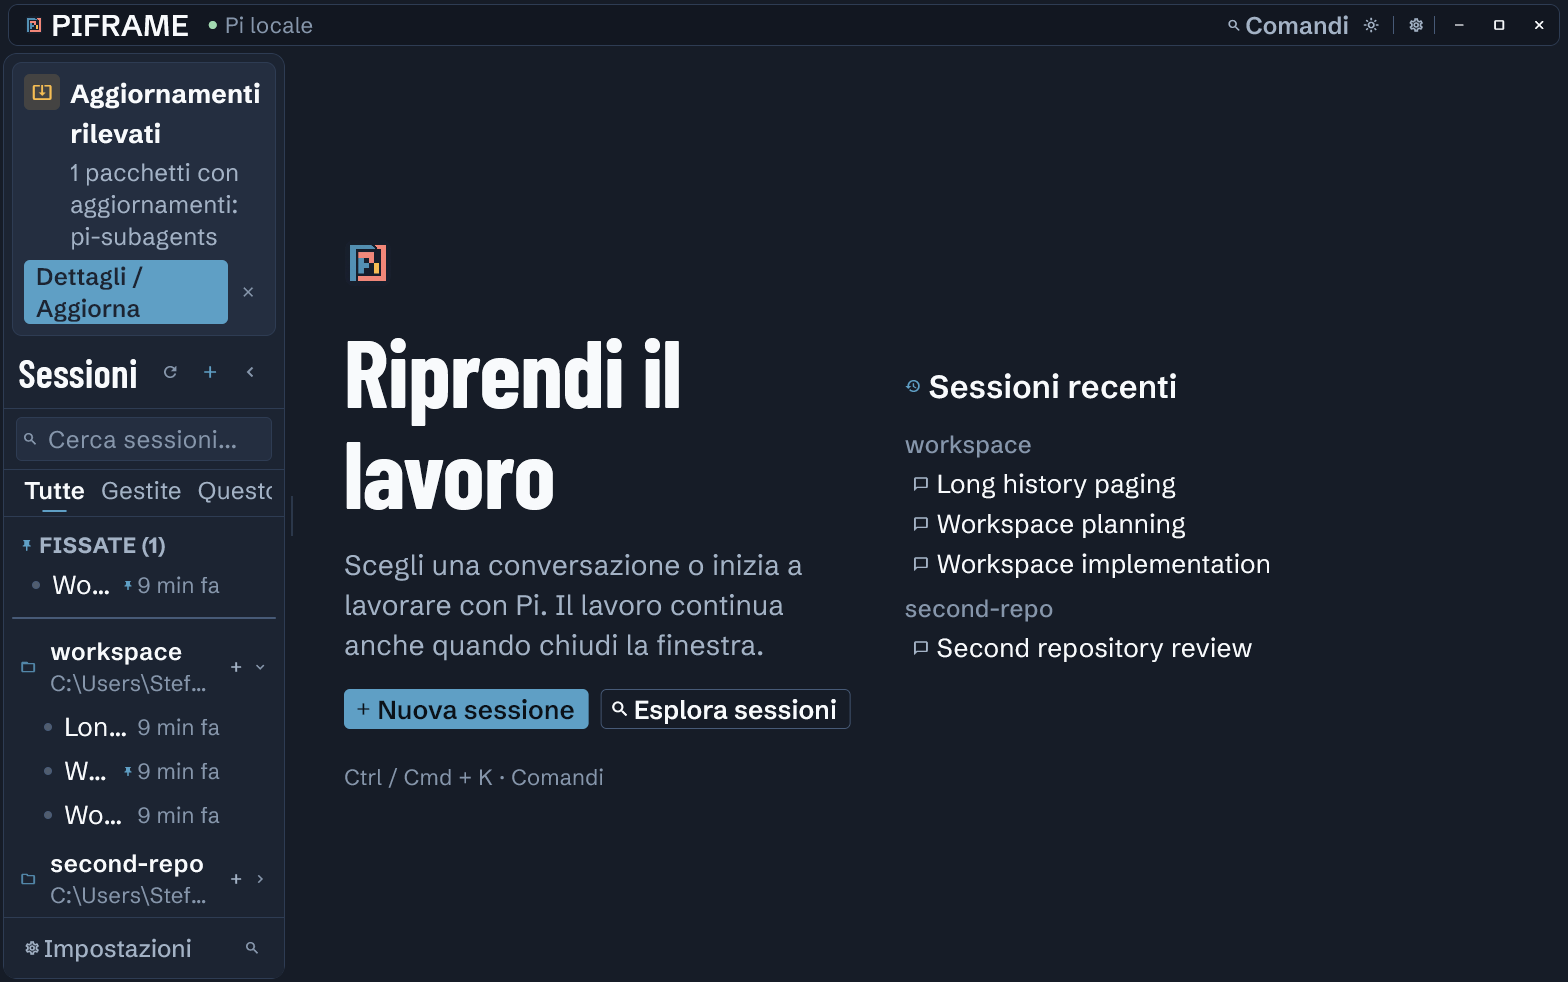 PIFRAME
Pi locale
Comandi
Aggiornamenti
rilevati
1 pacchetti con
aggiornamenti:
pi-subagents
Dettagli /
Aggiorna
Sessioni
Cerca sessioni...
Tutte Gestite Questo
FISSATE (1)
Wo... 9 min fa
workspace
C:\Users\Stef...
Lon... 9 min fa
W... 9 min fa
Wo... 9 min fa
second-repo
C:\Users\Stef...
Impostazioni
Riprendi il
lavoro
Scegli una conversazione o inizia a
lavorare con Pi. Il lavoro continua
anche quando chiudi la finestra.
+ Nuova sessione
Esplora sessioni
Ctrl / Cmd + K · Comandi
Sessioni recenti
workspace
Long history paging
Workspace planning
Workspace implementation
second-repo
Second repository review